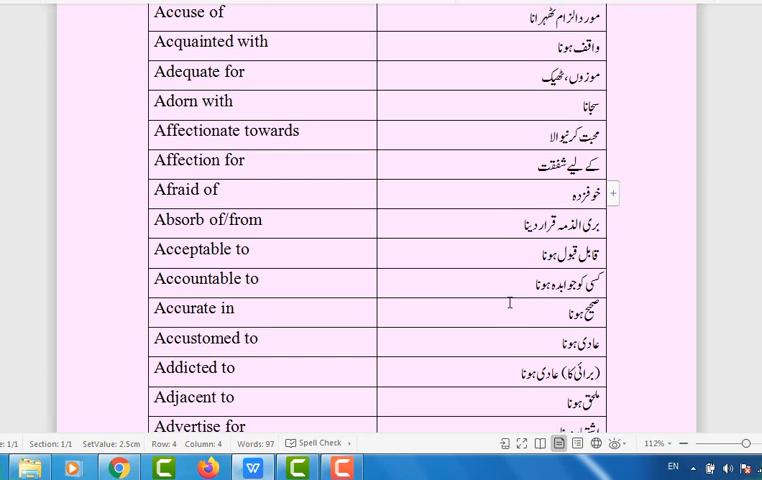 Accuse of مورد الزام ٹھہرانا
Acquainted with واقف ہونا
Adequate for موزوں، ٹھیک
Adorn with سجانا
Affectionate towards محبت کرنیوالا
Affection for کے لیے شفقت
Afraid of خوفزدہ
Absorb of/from بری الذمہ قرار دینا
Acceptable to قابل قبول ہونا
Accountable to کسی کو جوابدہ ہونا
Accurate in صحیح ہونا
Accustomed to عادی ہونا
Addicted to (برائی کا) عادی ہونا
Adjacent to ملحق ہونا
Advertise for
: 1/1 Section: 1/1 SetValue: 2.5cm Row: 4 Column: 4 Words: 97 Spell Check 112%
EN